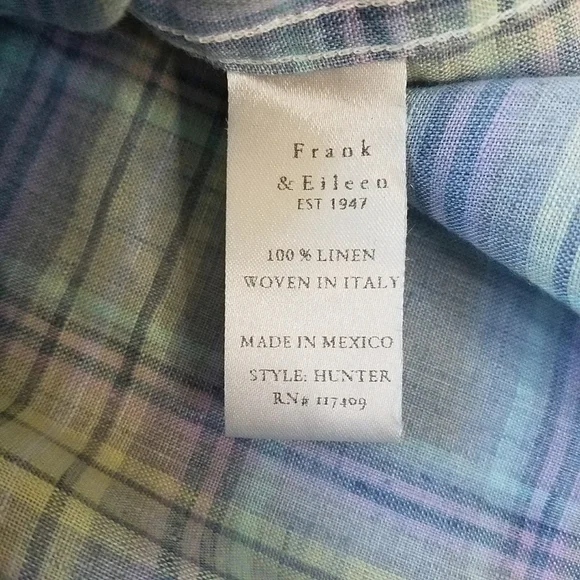 Frank
& Eileen
EST 1947
100% LINEN
WOVEN IN ITALY
MADE IN MEXICO
STYLE: HUNTER
RN# 117409